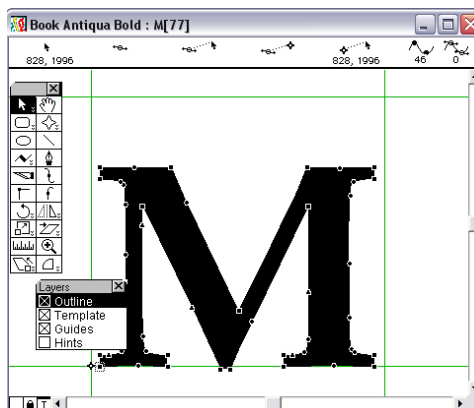 Book Antiqua Bold : M[77]
828, 1996 828, 1996 46 0
M
Layers
Outline
Template
Guides
Hints
T